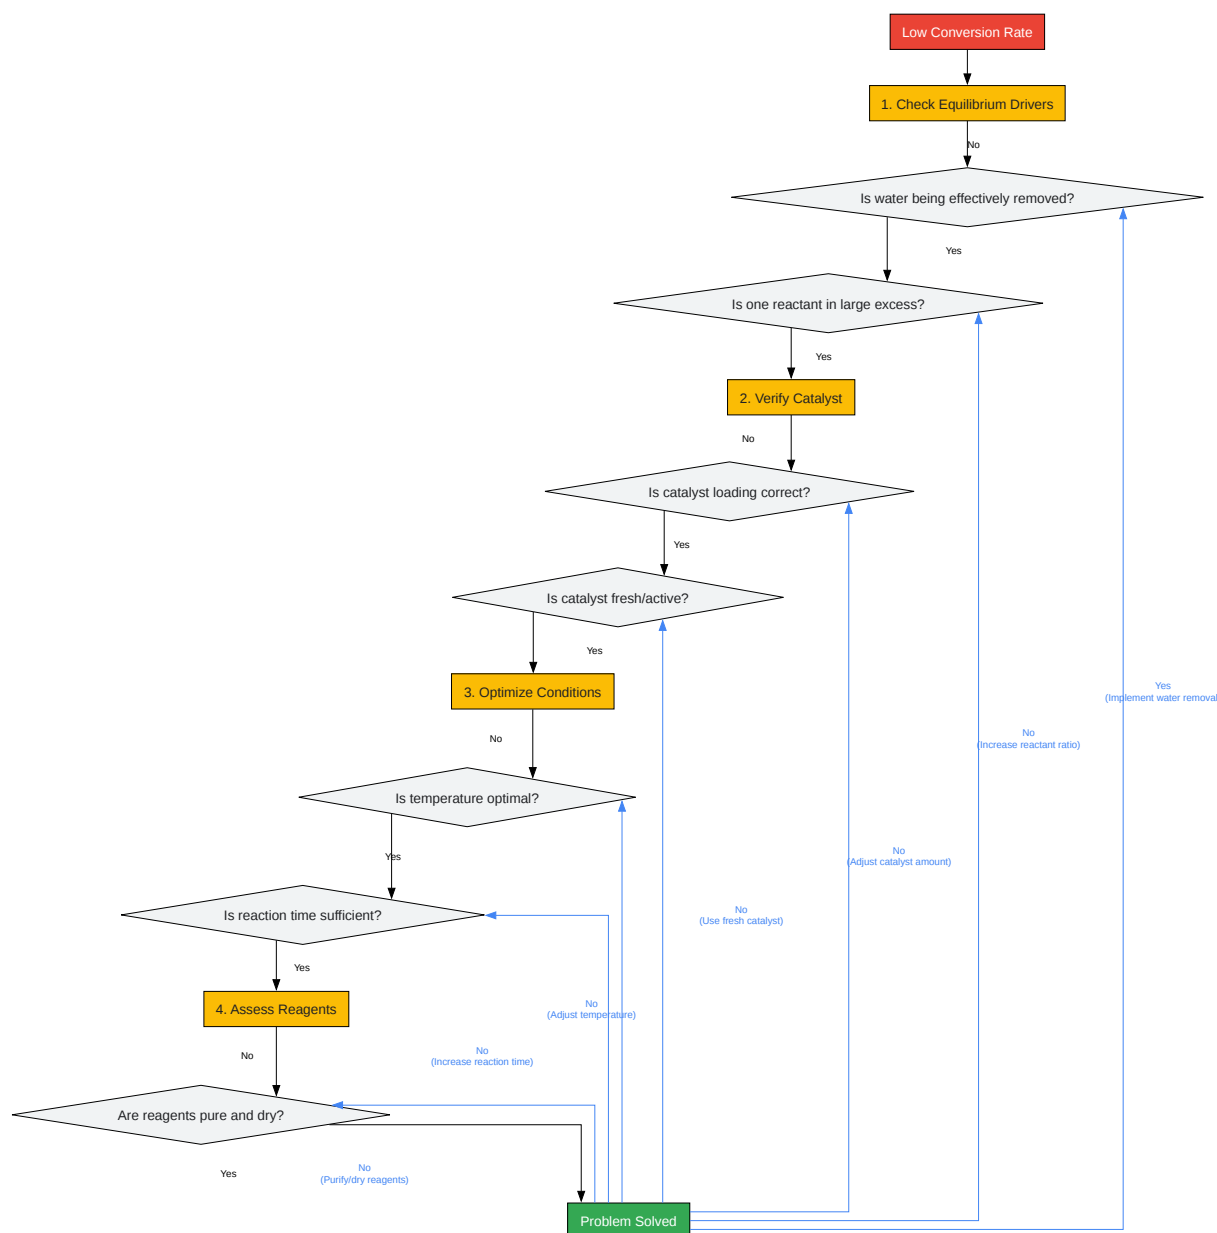 Low Conversion Rate
1. Check Equilibrium Drivers
No
Is water being effectively removed?
Yes
Is one reactant in large excess?
Yes
2. Verify Catalyst
No
Is catalyst loading correct?
Yes
Is catalyst fresh/active?
Yes
3. Optimize Conditions
Yes
(Implement water removal
No
(Increase reactant ratio)
No
Is temperature optimal?
Yes
No
(Adjust catalyst amount)
Is reaction time sufficient?
No
(Use fresh catalyst)
Yes
4. Assess Reagents
No
(Adjust temperature)
No
No
(Increase reaction time)
Are reagents pure and dry?
Yes
No
(Purify/dry reagents)
Problem Solved